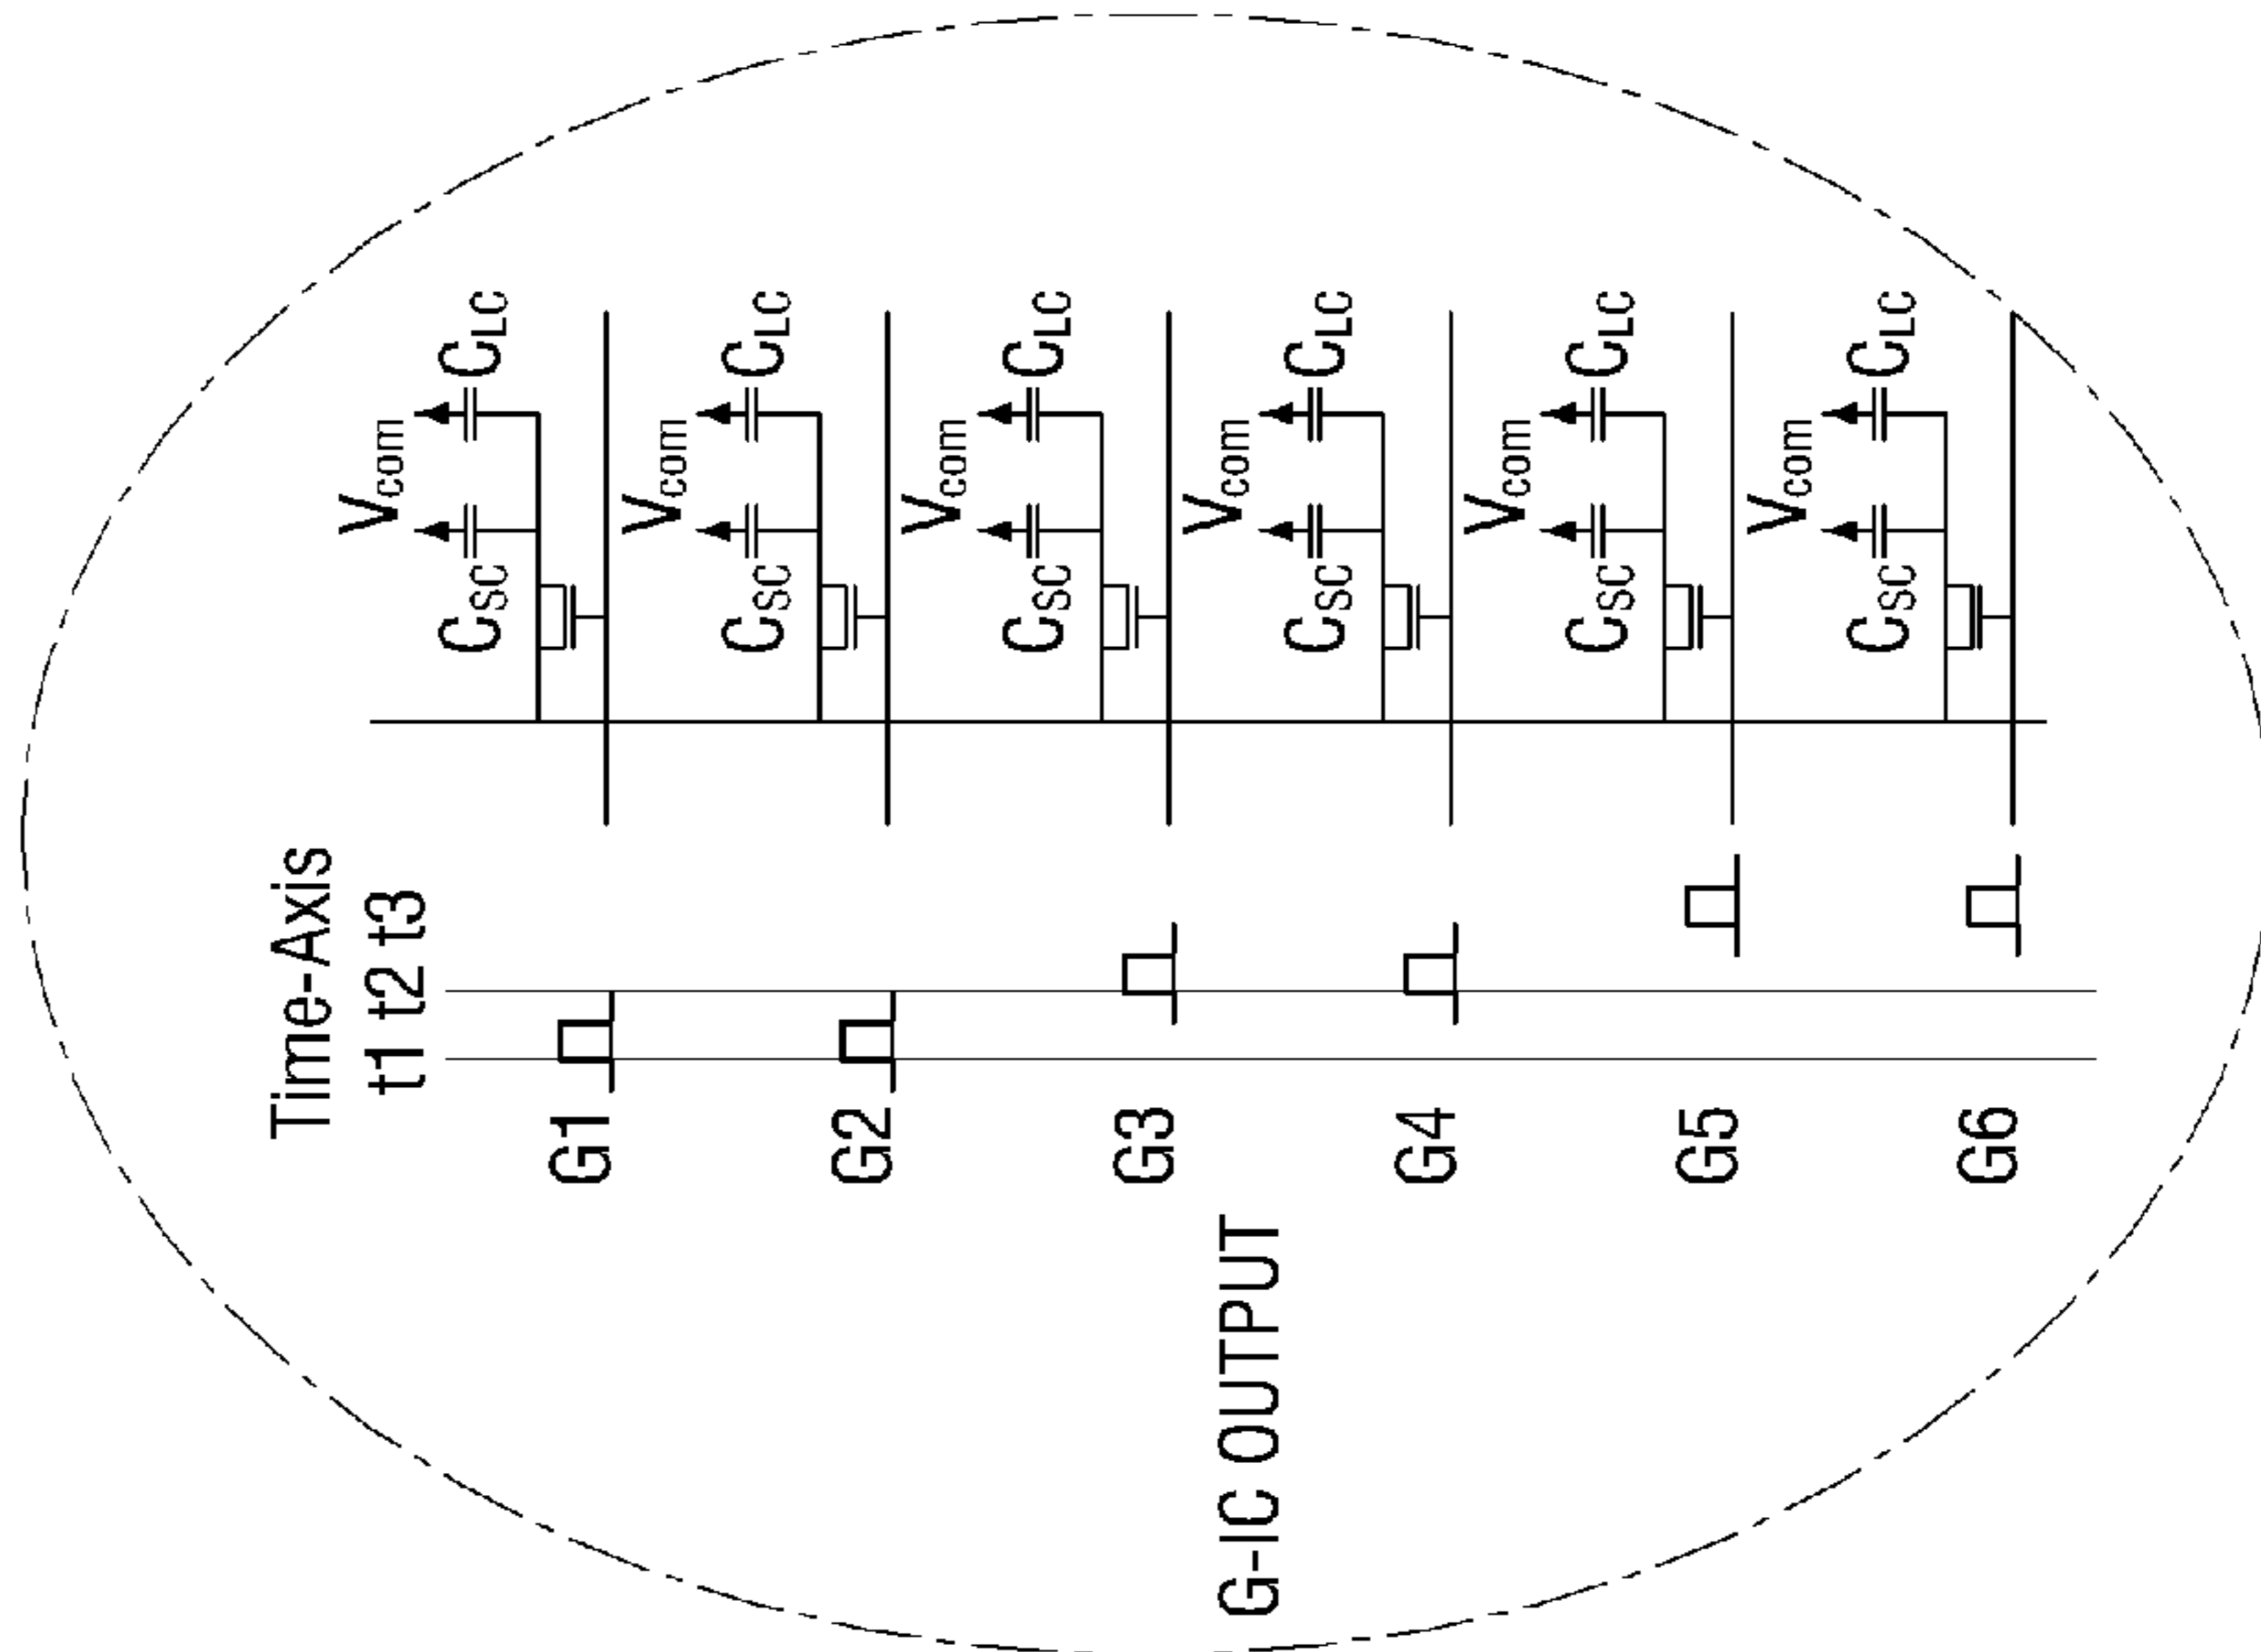 Time-Axis
t1 t2 t3
Vcom
CSC CLC
G1
Vcom
CSC CLC
G2
Vcom
CSC CLC
G3
G-IC OUTPUT
Vcom
CSC CLC
G4
Vcom
CSC CLC
G5
Vcom
CSC CLC
G6